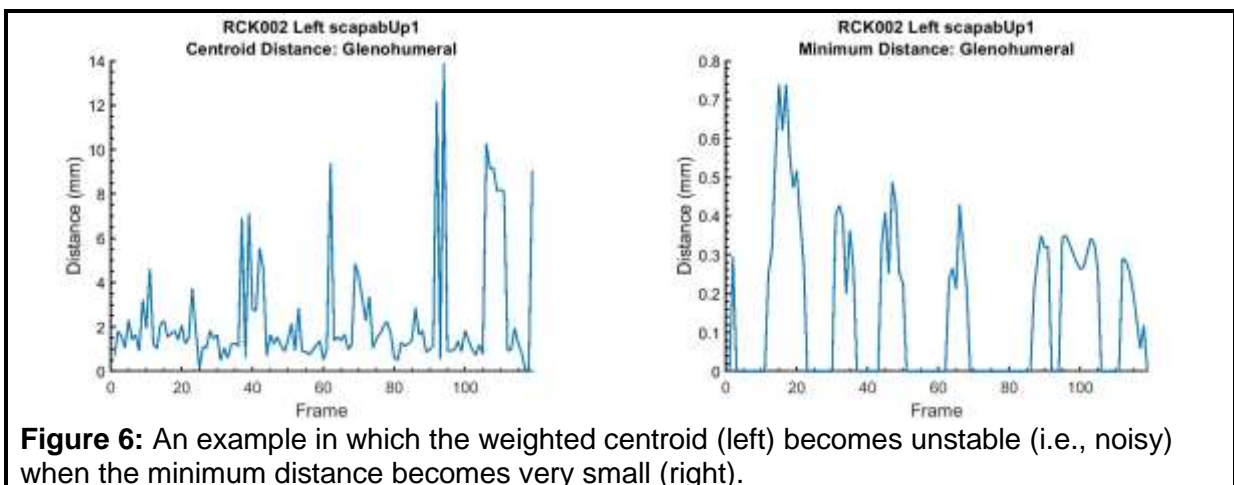 RCK002 Left scapabUp1
Centroid Distance: Glenohumeral
14
12
10
8
6
4
2
0
Distance (mm)
0 20 40 60 80 100
Frame
RCK002 Left scapabUp1
Minimum Distance: Glenohumeral
0.8
0.7
0.6
0.5
0.4
0.3
0.2
0.1
0
Distance (mm)
0 20 40 60 80 100
Frame
Figure 6: An example in which the weighted centroid (left) becomes unstable (i.e., noisy)
when the minimum distance becomes very small (right).